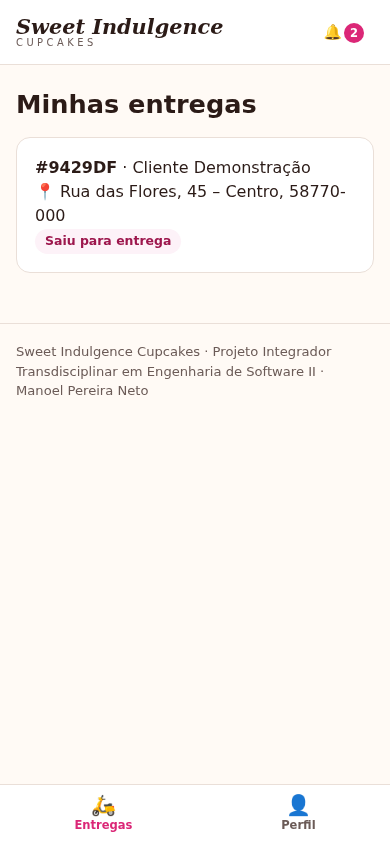 Sweet Indulgence
CUPCAKES
2
Minhas entregas
#9429DF · Cliente Demonstração
Rua das Flores, 45 – Centro, 58770-
000
Saiu para entrega
Sweet Indulgence Cupcakes · Projeto Integrador
Transdisciplinar em Engenharia de Software II ·
Manoel Pereira Neto
Entregas
Perfil